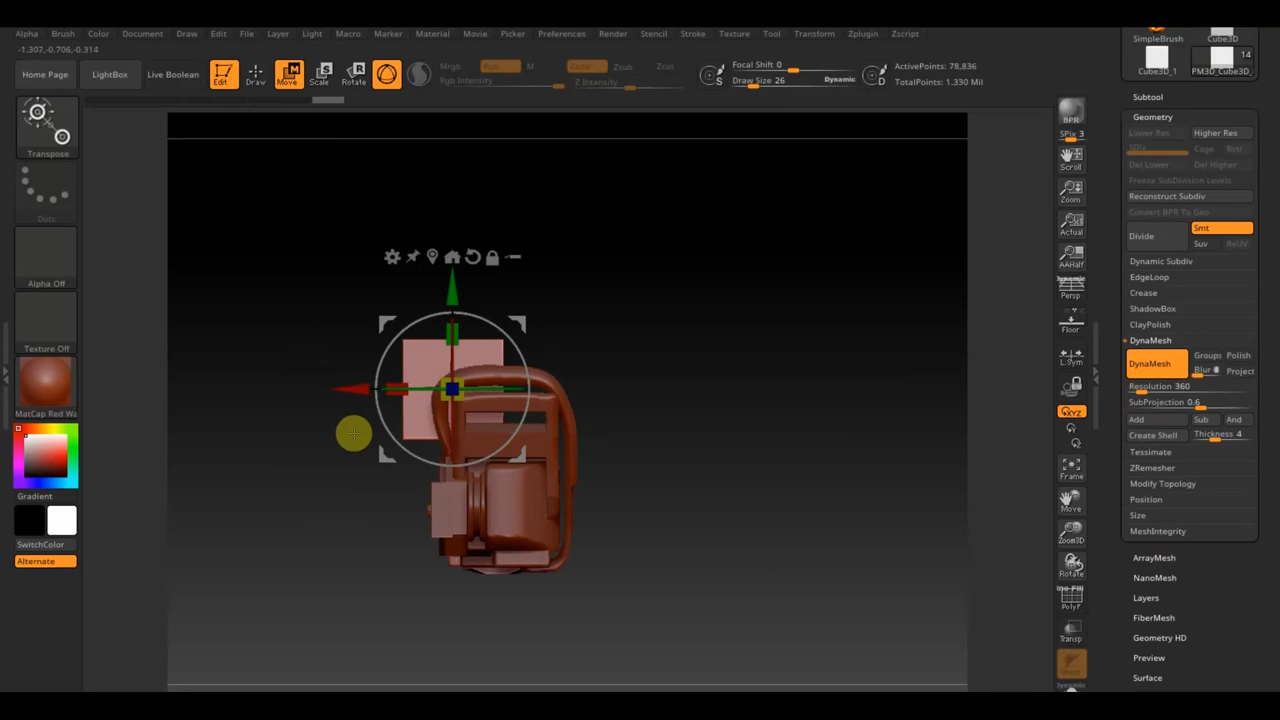 Alpha Brush Color Document Draw Edit File Layer Light Macro Marker Material Movie Picker Preferences Render Stencil Stroke Texture Tool Transform Zplugin Zscript
-1.307,-0.706,-0.314
Home Page LightBox Live Boolean Edit Draw Move Scale Rotate
Mrgb Rgb M Zadd Zsub Zcut
Rgb Intensity Z Intensity
S Focal Shift 0
Draw Size 26 Dynamic
D ActivePoints: 78,836
TotalPoints: 1.330 Mil
SimpleBrush Cube3D
14
Cube3D_1 PM3D_Cube3D_
Transpose
Dots
Alpha Off
Texture Off
MatCap Red Wa
Gradient
SwitchColor
Alternate
BPR
SPix 3
Scroll
Zoom
Actual
AAHalf
Dynamic
Persp
Floor
L.Sym
XYZ
Frame
Move
Zoom3D
Rotate
PolyF
Transp
Dynamic
Subtool
Geometry
Lower Res Higher Res
SDiv Cage Rstr
Del Lower Del Higher
Freeze SubDivision Levels
Reconstruct Subdiv
Convert BPR To Geo
Divide Smt
Suv ReUV
Dynamic Subdiv
EdgeLoop
Crease
ShadowBox
ClayPolish
DynaMesh
DynaMesh Groups Polish
Blur Project
Resolution 360
SubProjection 0.6
Add Sub And
Create Shell Thickness 4
Tessimate
ZRemesher
Modify Topology
Position
Size
MeshIntegrity
ArrayMesh
NanoMesh
Layers
FiberMesh
Geometry HD
Preview
Surface